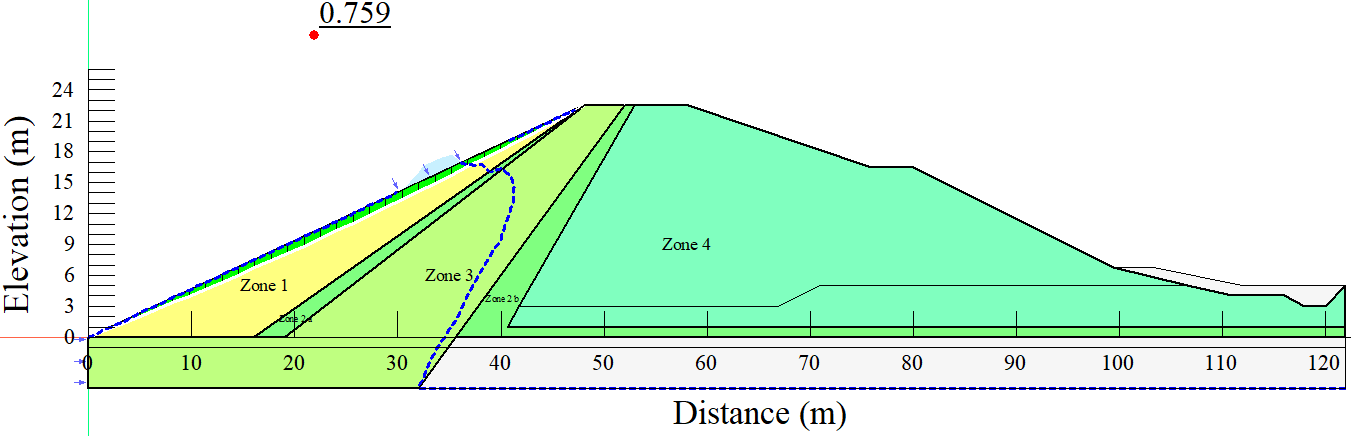 0.759
24
21
18
15
12
9
6
3
0
Elevation (m)
Zone 4
Zone 3
Zone 1
Zone 2 b
Zone 2 a
0 10 20 30 40 50 60 70 80 90 100 110 120
Distance (m)